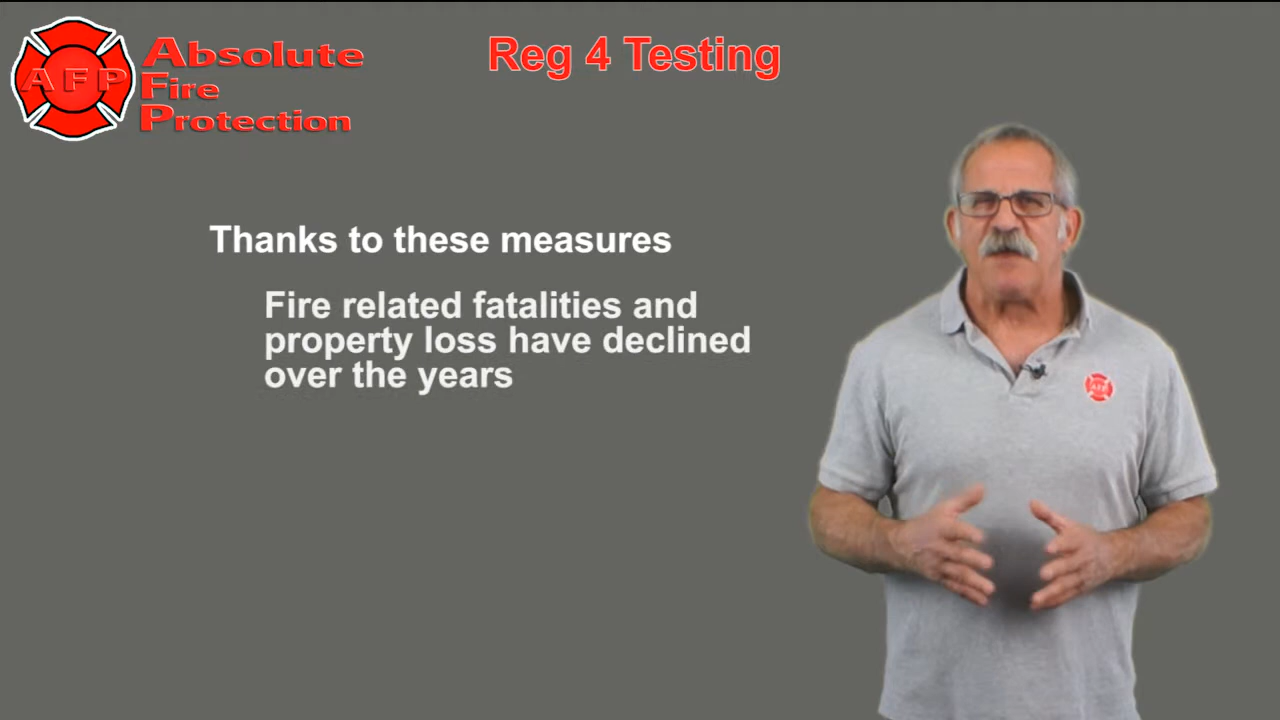 AFP
Absolute
Fire
Protection
Reg 4 Testing
Thanks to these measures
Fire related fatalities and
property loss have declined
over the years
AFP